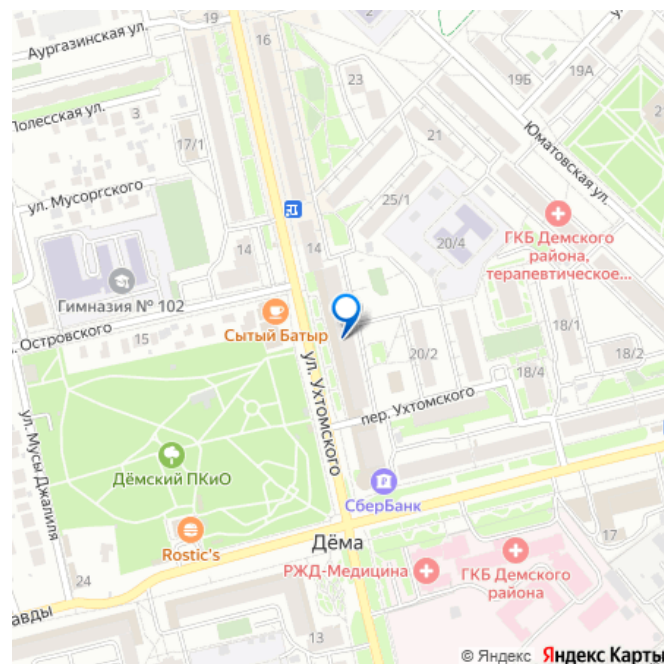 Аургазинская ул.
19
16
23
19Б
19А
2
Полесская ул.
3
17/1
21
Юматовская ул.
ул. Мусоргского
25/1
14
14
20/4
ГКБ Демского
района,
терапевтическое...
Гимназия № 102
Островского
15
Сытый Батыр
ул. Ухтомского
20/2
18/1
18/2
18/4
пер. Ухтомского
ул. Мусы Джалиля
Дёмский ПКиО
СберБанк
Rostic's
Дёма
17
24
РЖД-Медицина
ГКБ Демского
района
авды
13
© Яндекс Яндекс Карты